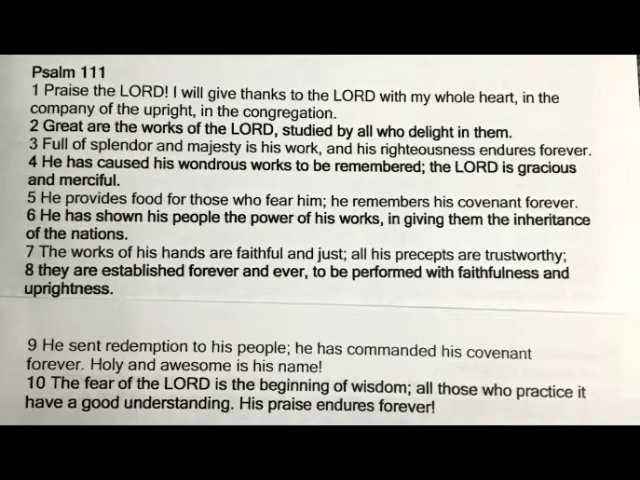 Psalm 111
1 Praise the LORD! I will give thanks to the LORD with my whole heart, in the
company of the upright, in the congregation.
2 Great are the works of the LORD, studied by all who delight in them.
3 Full of splendor and majesty is his work, and his righteousness endures forever.
4 He has caused his wondrous works to be remembered; the LORD is gracious
and merciful.
5 He provides food for those who fear him; he remembers his covenant forever.
6 He has shown his people the power of his works, in giving them the inheritance
of the nations.
7 The works of his hands are faithful and just; all his precepts are trustworthy;
8 they are established forever and ever, to be performed with faithfulness and
uprightness.
9 He sent redemption to his people; he has commanded his covenant
forever. Holy and awesome is his name!
10 The fear of the LORD is the beginning of wisdom; all those who practice it
have a good understanding. His praise endures forever!